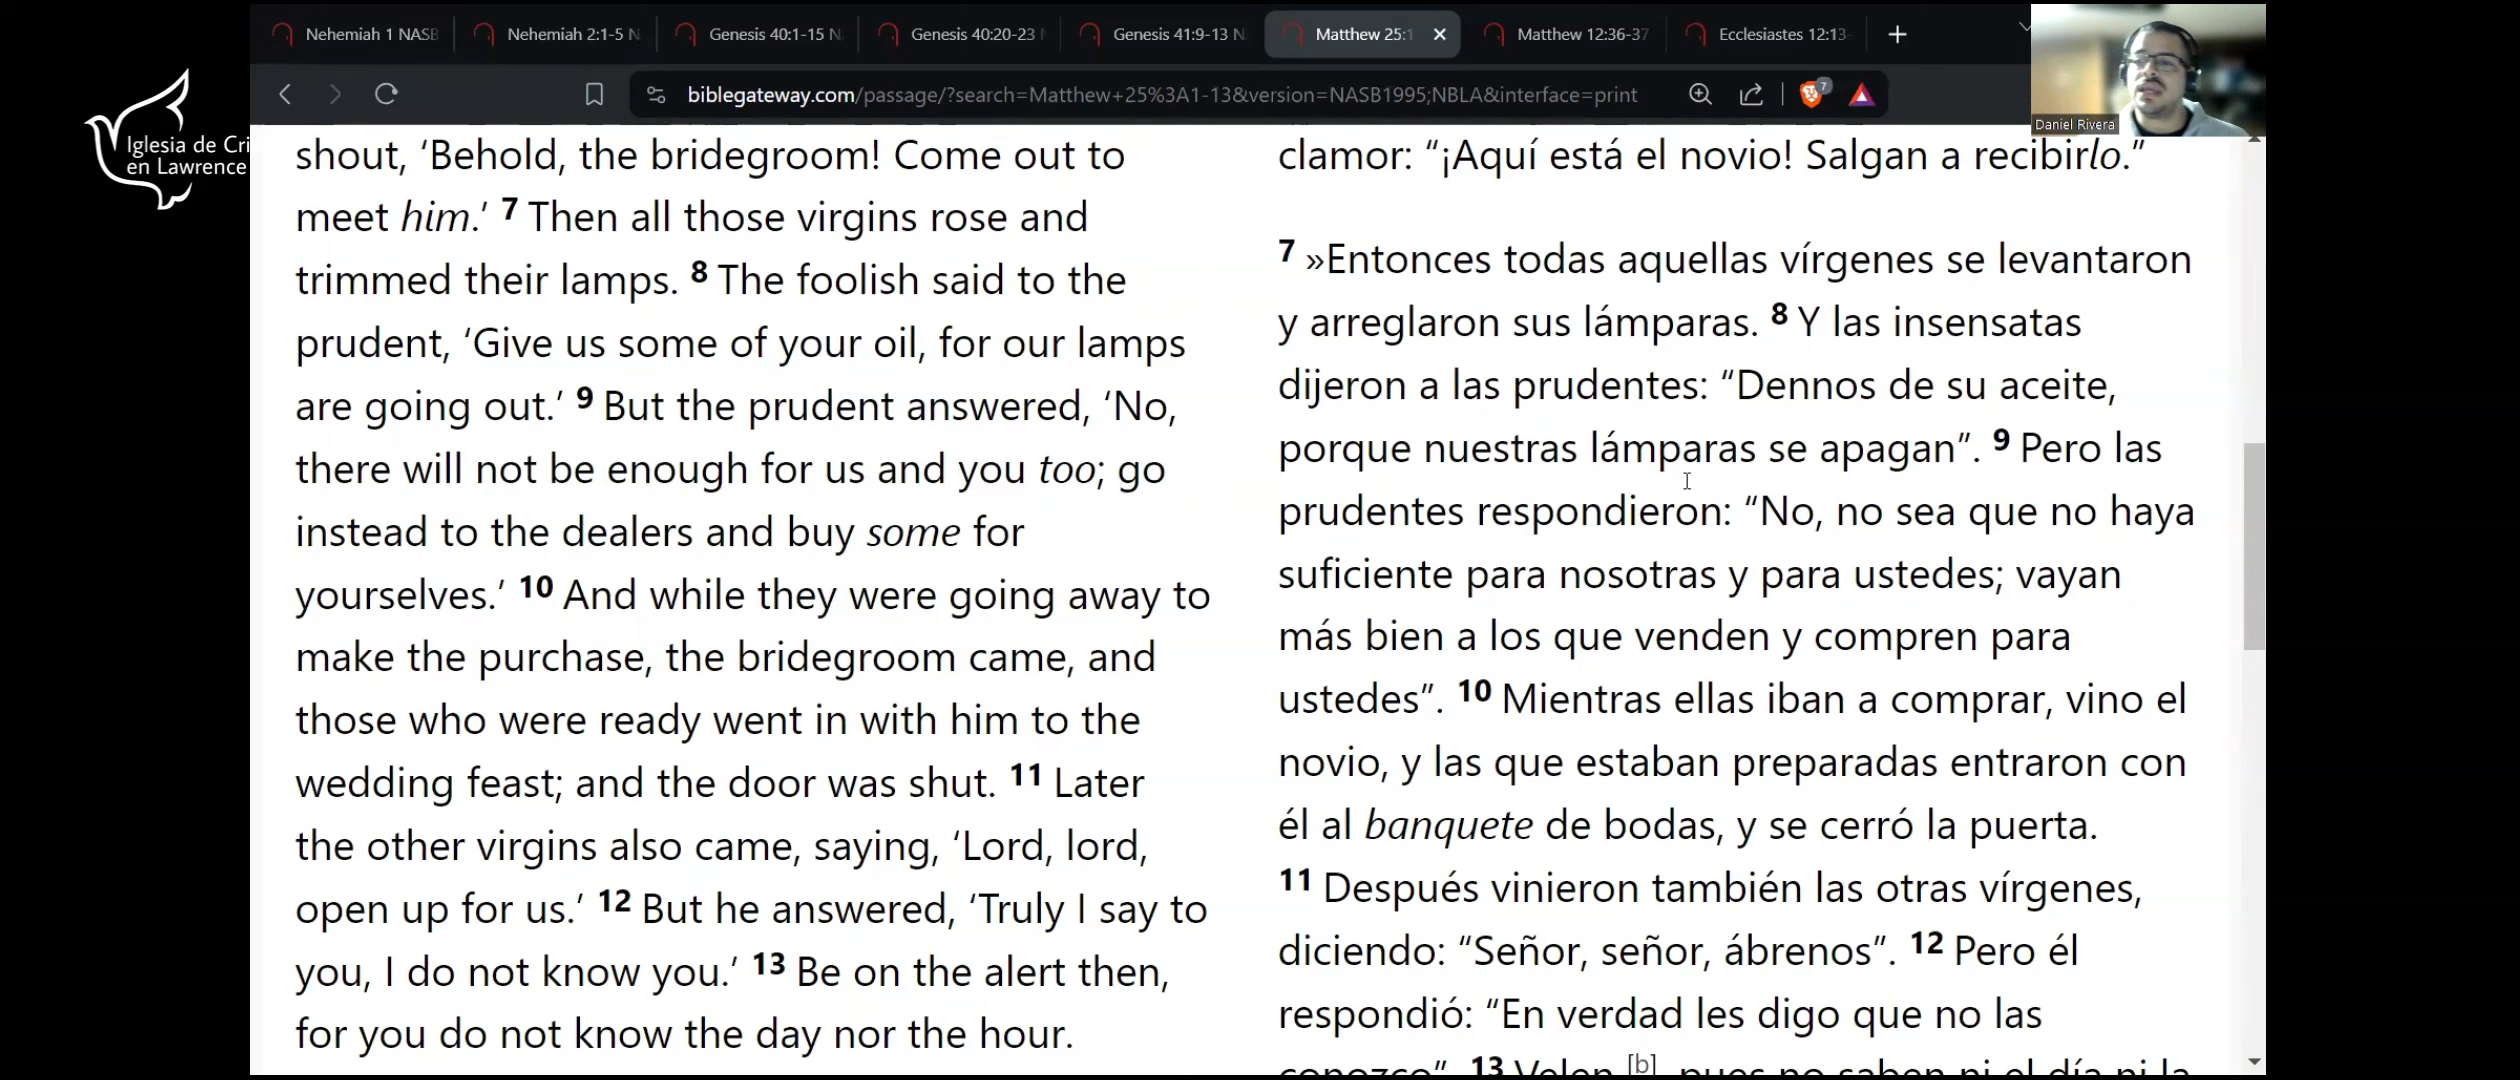 Nehemiah 1 NASB
Nehemiah 2:1-5 N
Genesis 40:1-15 N
Genesis 40:20-23
Genesis 41:9-13 N
Matthew 25:1
Matthew 12:36-37
Ecclesiastes 12:13-
biblegateway.com/passage/?search=Matthew+25%3A1-13&version=NASB1995;NBLA&interface=print
7
Daniel Rivera
Iglesia de Cri
en Lawrence
shout, ‘Behold, the bridegroom! Come out to
meet him.’ 7 Then all those virgins rose and
trimmed their lamps. 8 The foolish said to the
prudent, ‘Give us some of your oil, for our lamps
are going out.’ 9 But the prudent answered, ‘No,
there will not be enough for us and you too; go
instead to the dealers and buy some for
yourselves.’ 10 And while they were going away to
make the purchase, the bridegroom came, and
those who were ready went in with him to the
wedding feast; and the door was shut. 11 Later
the other virgins also came, saying, ‘Lord, lord,
open up for us.’ 12 But he answered, ‘Truly I say to
you, I do not know you.’ 13 Be on the alert then,
for you do not know the day nor the hour.
clamor: “¡Aquí está el novio! Salgan a recibirlo.”
7 »Entonces todas aquellas vírgenes se levantaron
y arreglaron sus lámparas. 8 Y las insensatas
dijeron a las prudentes: “Dennos de su aceite,
porque nuestras lámparas se apagan”. 9 Pero las
prudentes respondieron: “No, no sea que no haya
suficiente para nosotras y para ustedes; vayan
más bien a los que venden y compren para
ustedes”. 10 Mientras ellas iban a comprar, vino el
novio, y las que estaban preparadas entraron con
él al banquete de bodas, y se cerró la puerta.
11 Después vinieron también las otras vírgenes,
diciendo: “Señor, señor, ábrenos”. 12 Pero él
respondió: “En verdad les digo que no las
conozco”. 13 Velen [b], pues no saben ni el día ni la